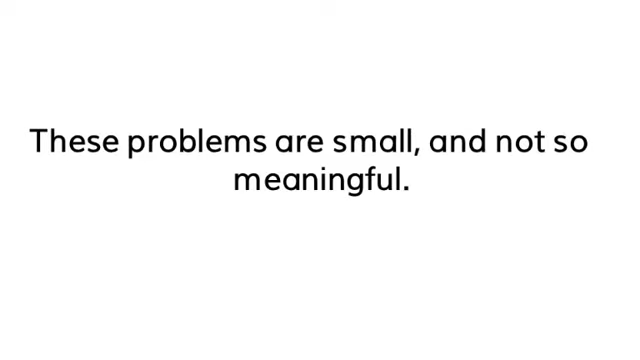 These problems are small, and not so
meaningful.